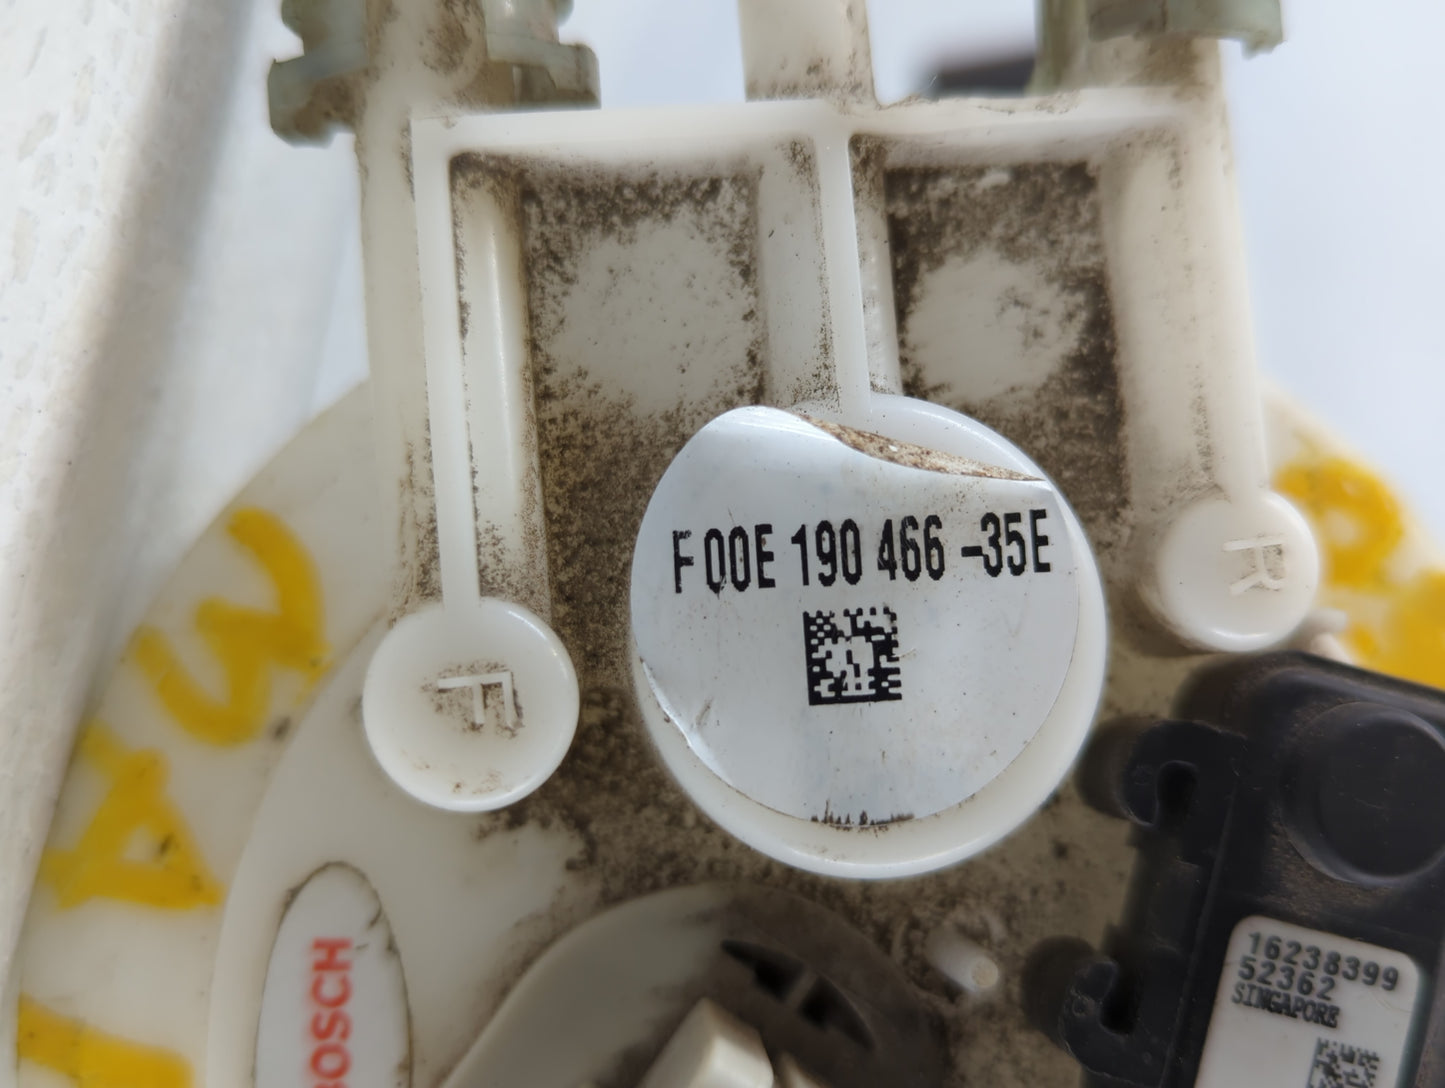 F 00E 190 466 -35E
F
R
BOSCH
16238399
52362
SINGAPORE